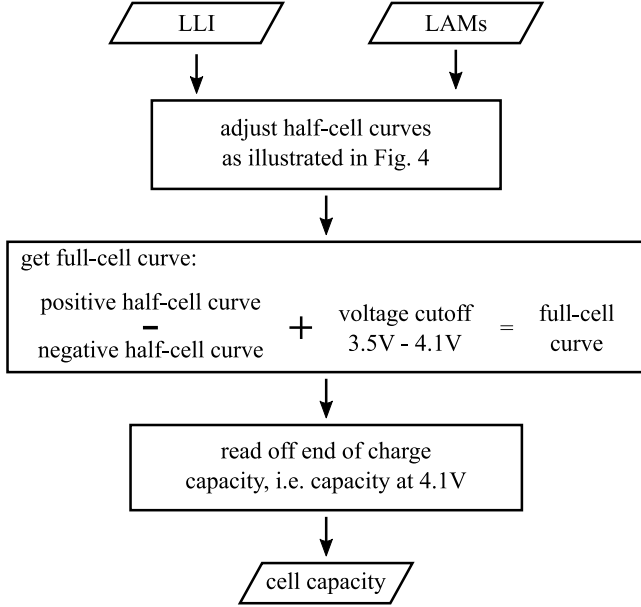 LLI
LAMs
adjust half-cell curves
as illustrated in Fig. 4
get full-cell curve:
positive half-cell curve
-
negative half-cell curve
+
voltage cutoff
3.5V - 4.1V
=
full-cell
curve
read off end of charge
capacity, i.e. capacity at 4.1V
cell capacity